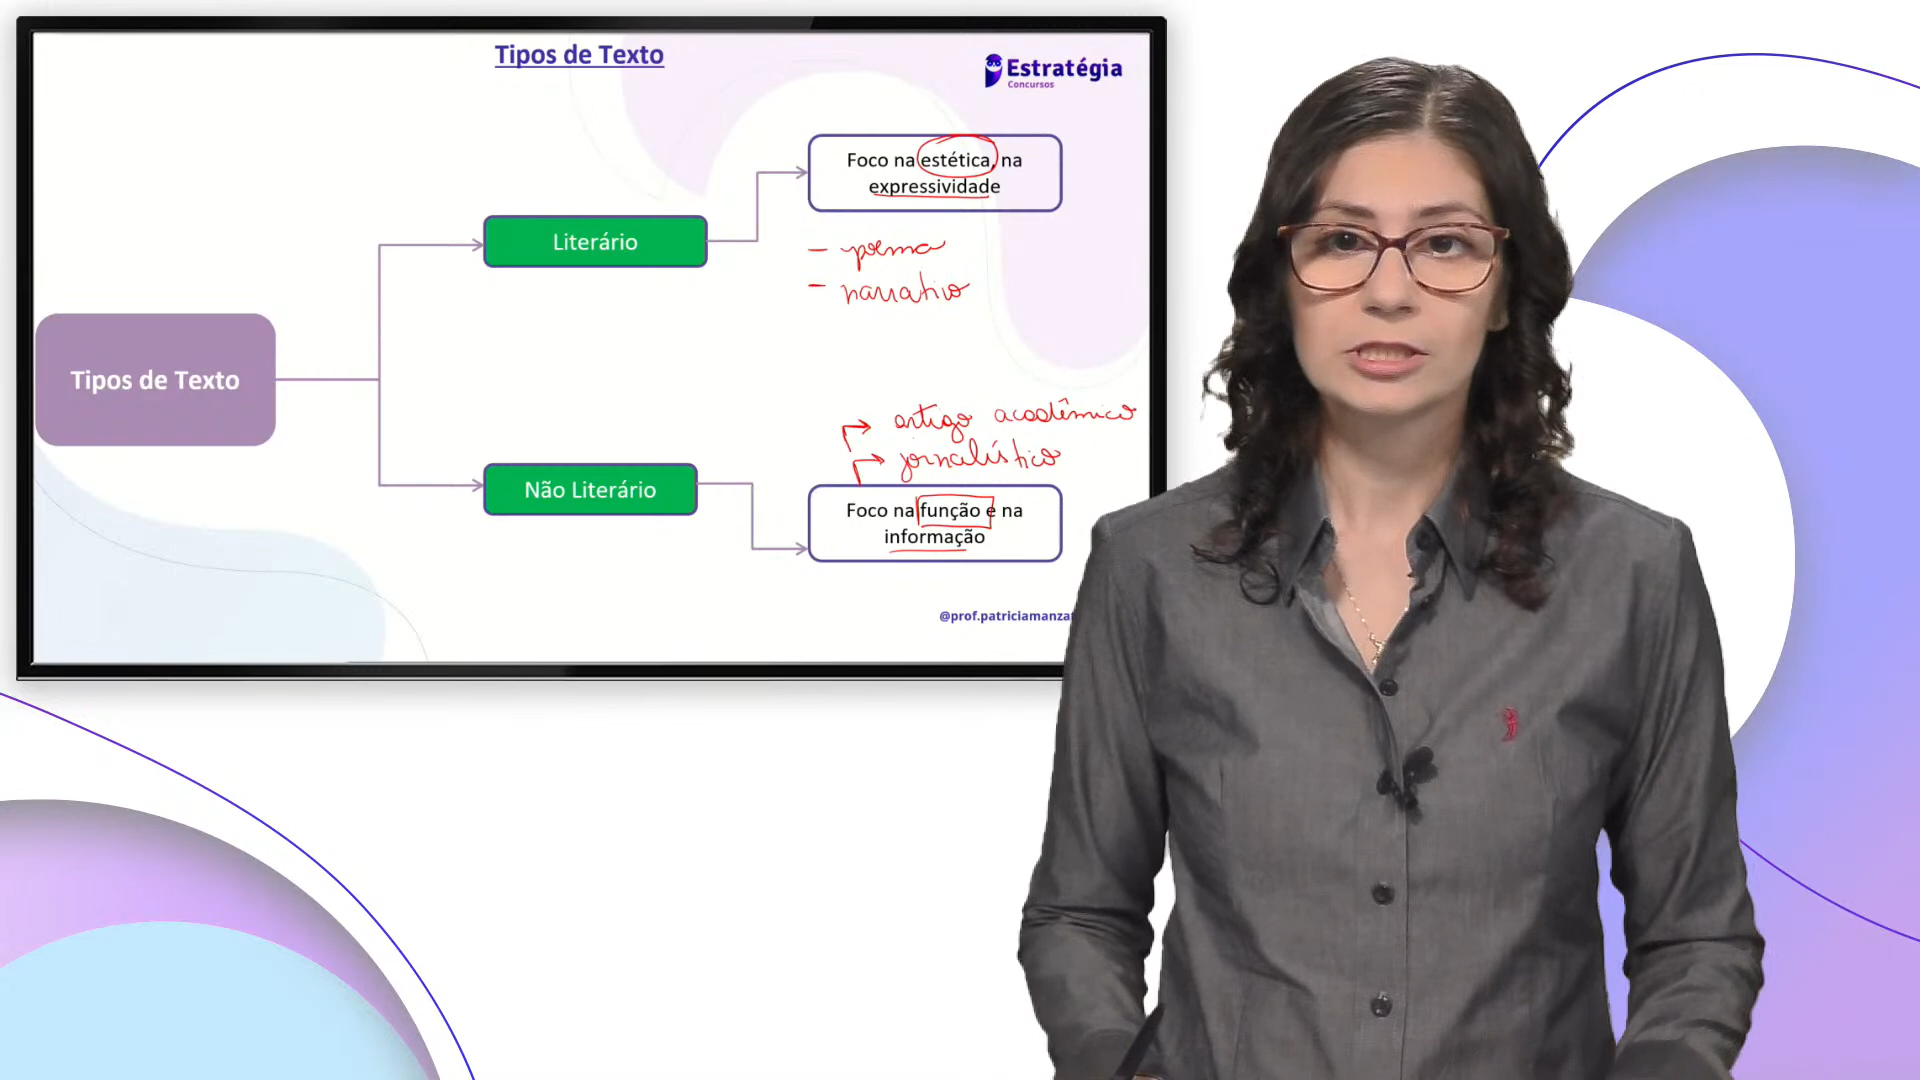 Tipos de Texto
Estratégia
Concursos
Foco na estética, na
expressividade
Literário
- poema
- narrativo
Tipos de Texto
artigo acadêmico
jornalístico
Não Literário
Foco na função e na
informação
@prof.patriciamanza